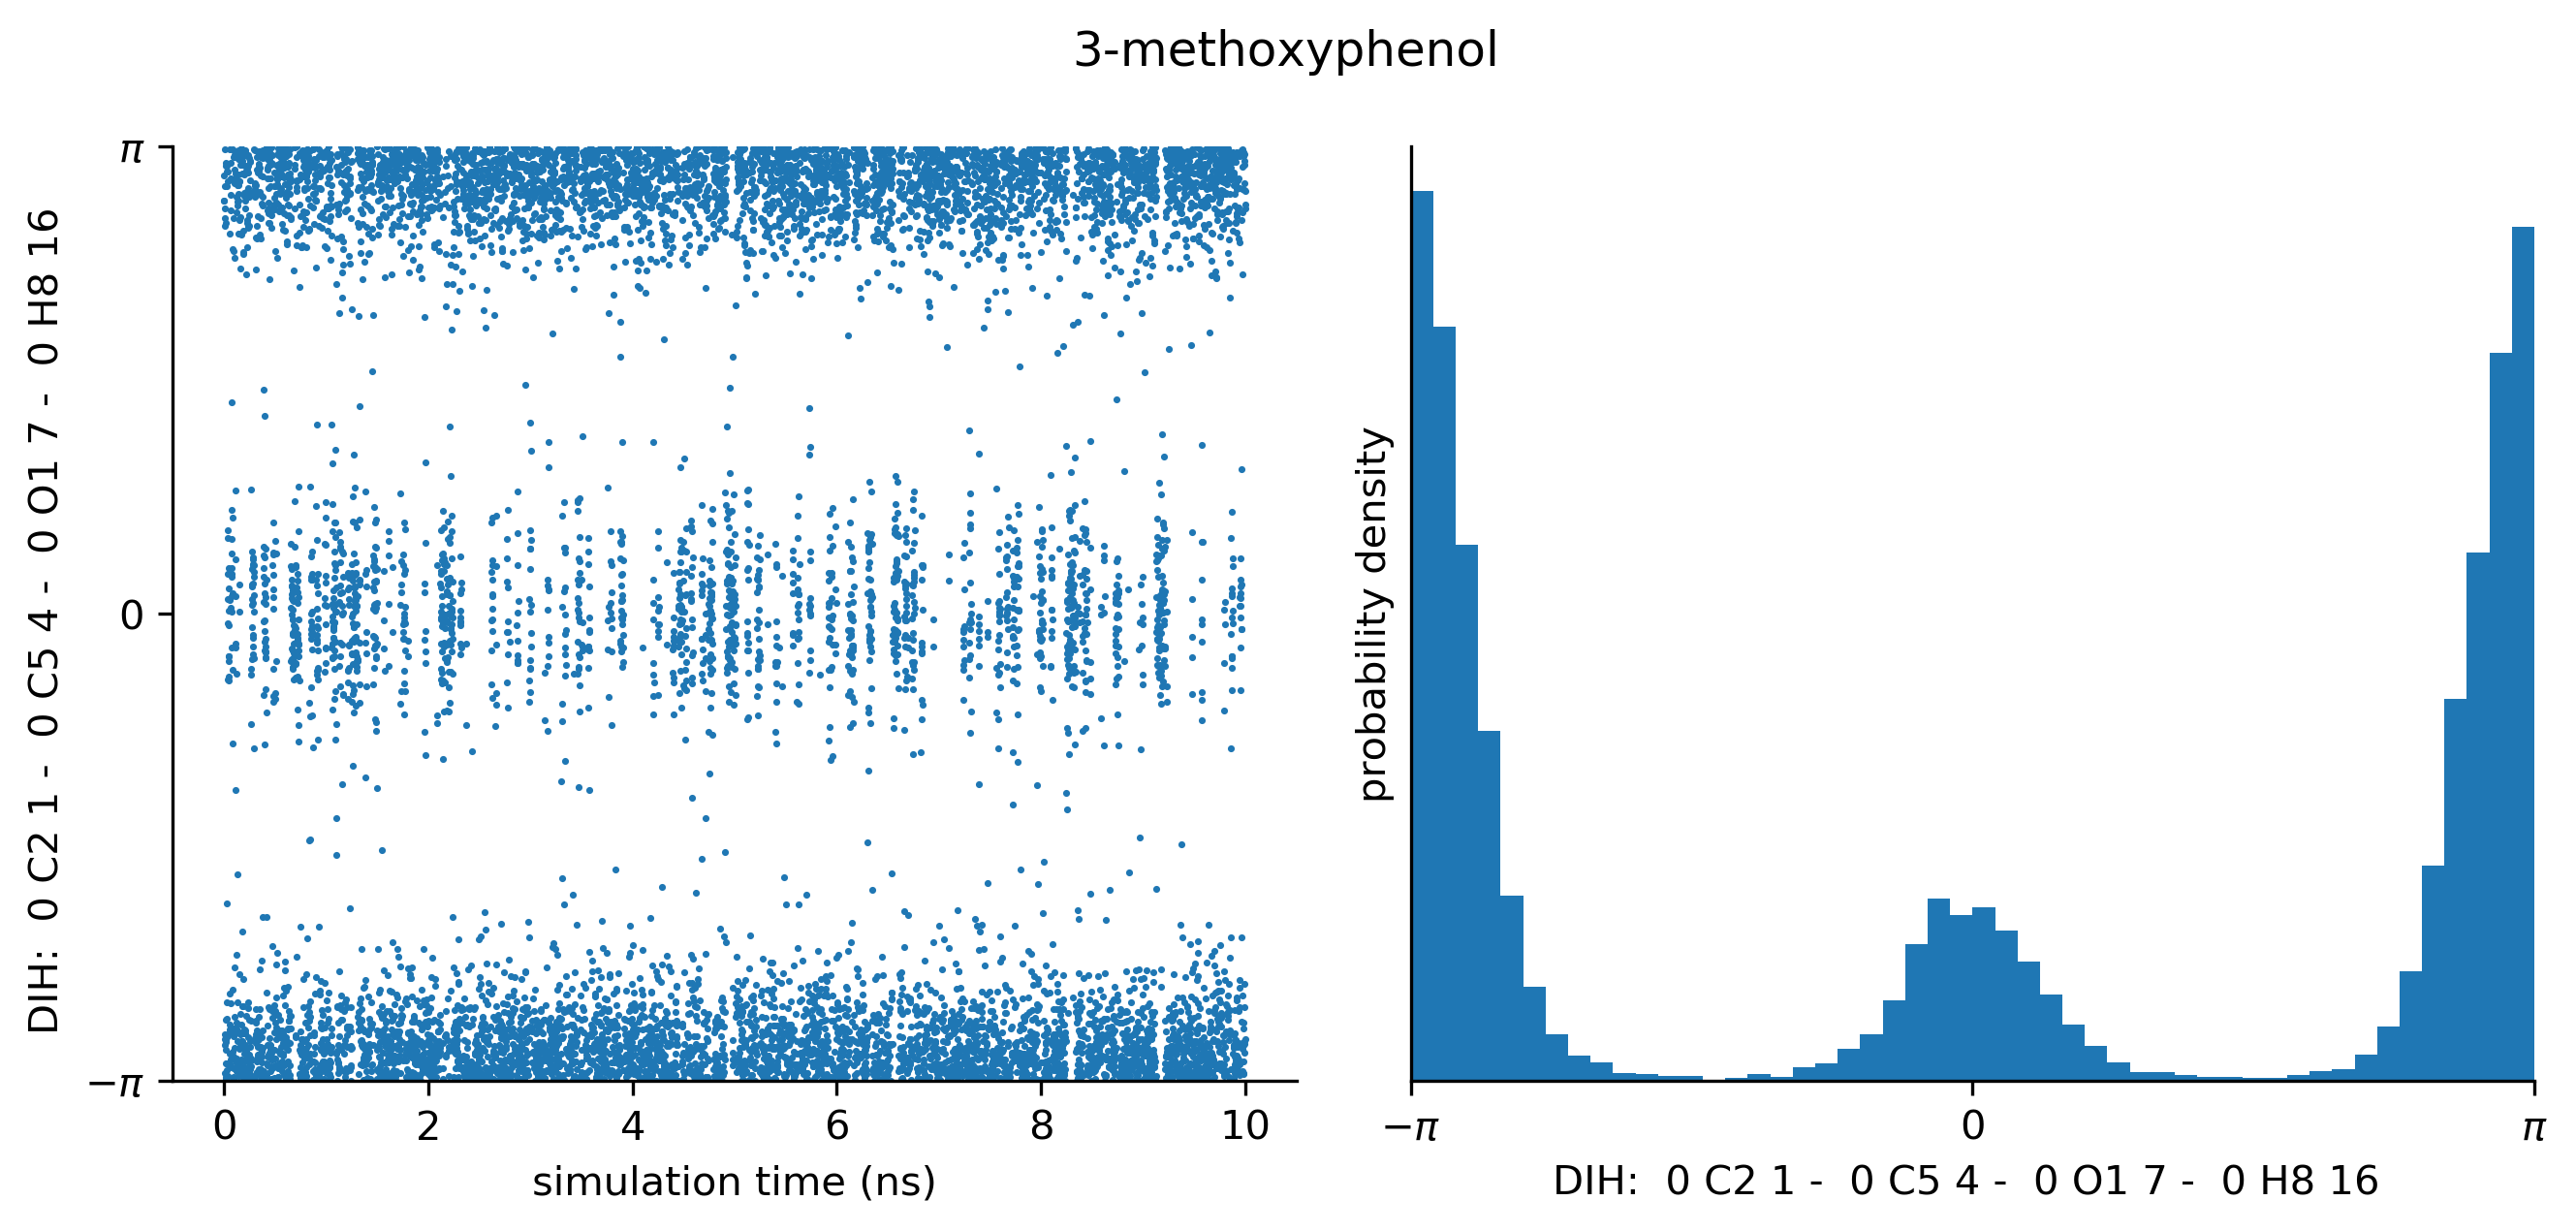 3-methoxyphenol
DIH:  0 C2 1 -  0 C5 4 -  0 O1 7 -  0 H8 16
π
0
−π
0 2 4 6 8 10
simulation time (ns)
probability density
−π 0 π
DIH:  0 C2 1 -  0 C5 4 -  0 O1 7 -  0 H8 16